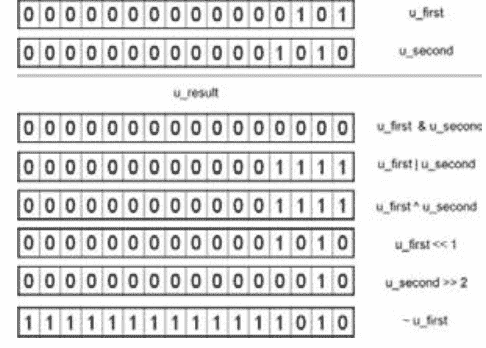 0 0 0 0 0 0 0 0 0 0 0 0 0 1 0 1 u_first
0 0 0 0 0 0 0 0 0 0 0 0 1 0 1 0 u_second
u_result
0 0 0 0 0 0 0 0 0 0 0 0 0 0 0 0 u_first & u_second
0 0 0 0 0 0 0 0 0 0 0 0 1 1 1 1 u_first | u_second
0 0 0 0 0 0 0 0 0 0 0 0 1 1 1 1 u_first ^ u_second
0 0 0 0 0 0 0 0 0 0 0 0 1 0 1 0 u_first << 1
0 0 0 0 0 0 0 0 0 0 0 0 0 0 1 0 u_second >> 2
1 1 1 1 1 1 1 1 1 1 1 1 1 0 1 0 ~ u_first